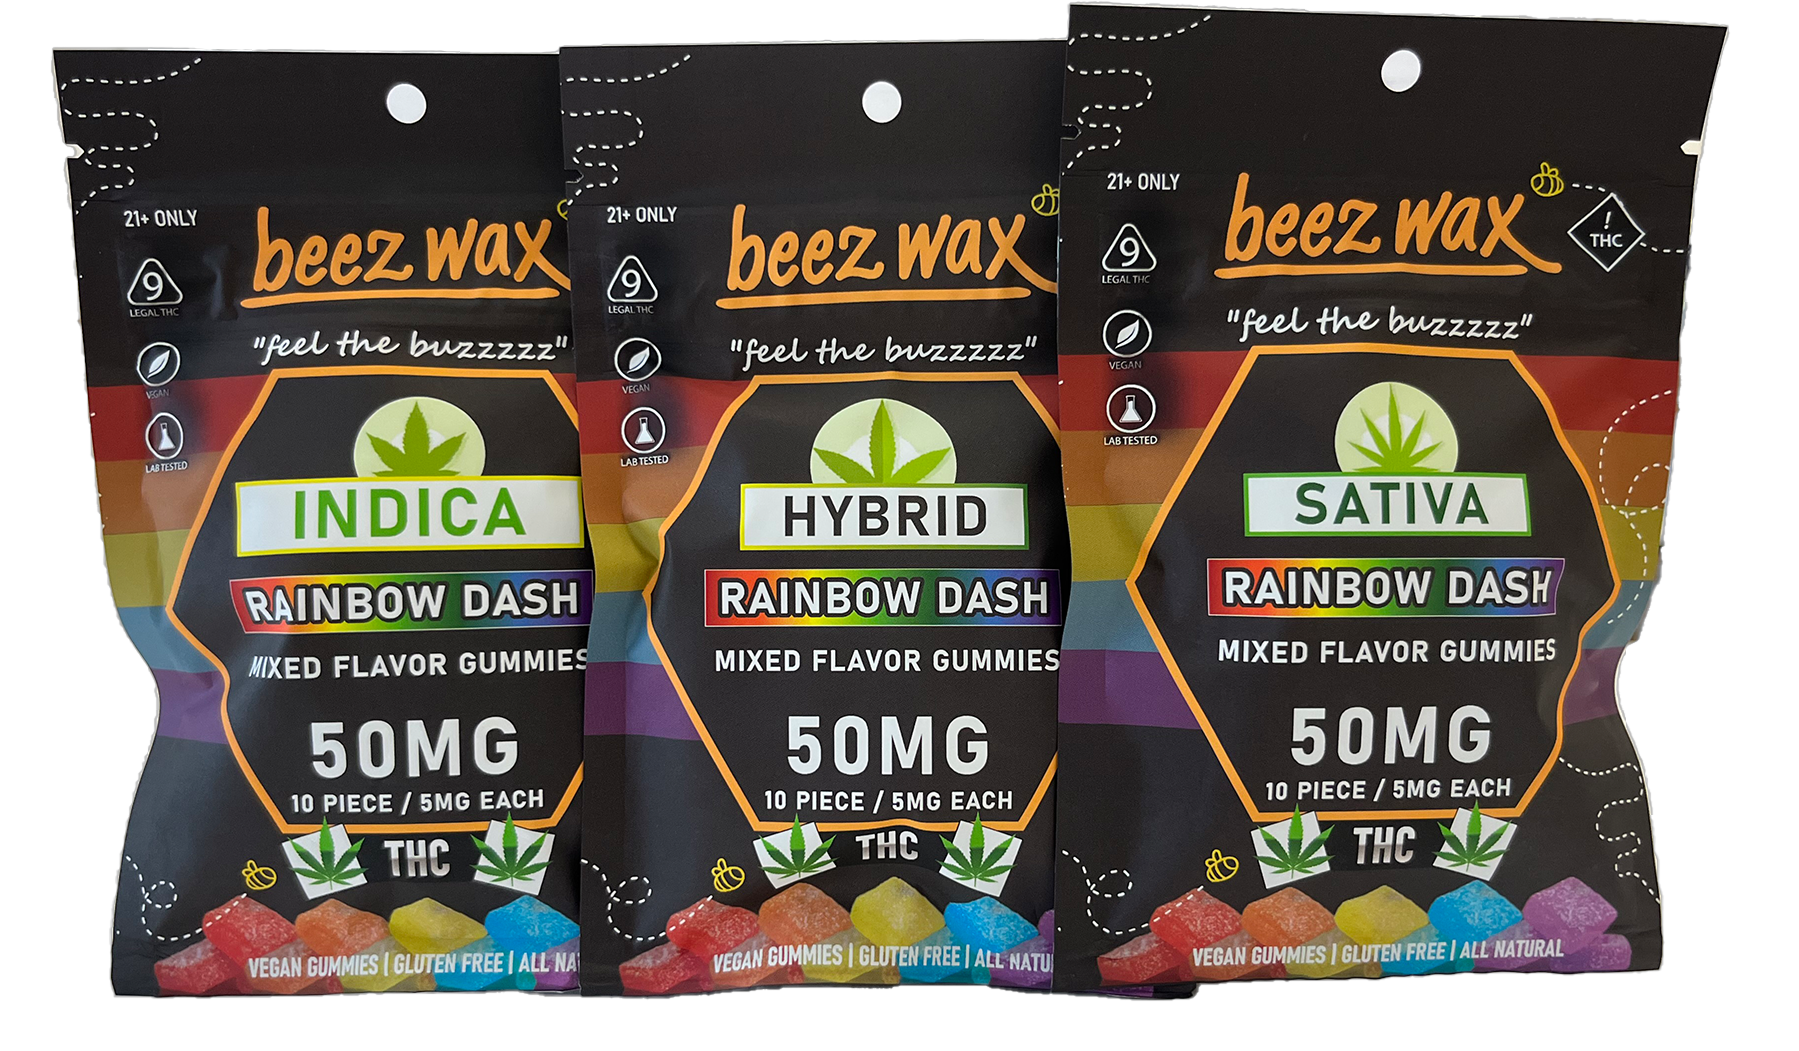 21+ ONLY
beez wax
9
LEGAL THC
"feel the buzzzzz"
VEGAN
LAB TESTED
INDICA
RAINBOW DASH
MIXED FLAVOR GUMMIES
50MG
10 PIECE / 5MG EACH
THC
VEGAN GUMMIES | GLUTEN FREE | ALL NA
21+ ONLY
beez wax
9
LEGAL THC
"feel the buzzzzz"
VEGAN
LAB TESTED
HYBRID
RAINBOW DASH
MIXED FLAVOR GUMMIES
50MG
10 PIECE / 5MG EACH
THC
VEGAN GUMMIES | GLUTEN FREE | ALL NATU
21+ ONLY
beez wax
!
THC
9
LEGAL THC
"feel the buzzzzz"
VEGAN
LAB TESTED
SATIVA
RAINBOW DASH
MIXED FLAVOR GUMMIES
50MG
10 PIECE / 5MG EACH
THC
VEGAN GUMMIES | GLUTEN FREE | ALL NATURAL